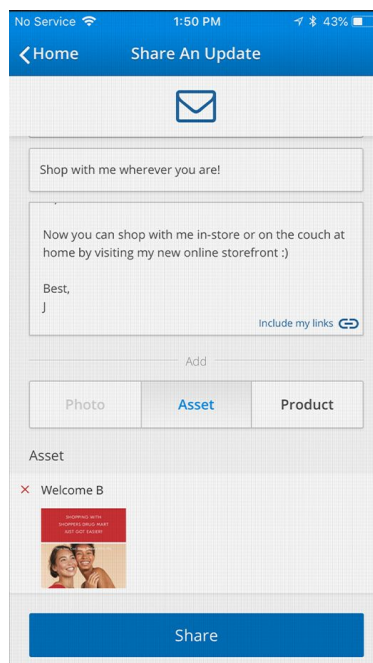 No Service
1:50 PM
43%
Home
Share An Update
Shop with me wherever you are!
Now you can shop with me in-store or on the couch at
home by visiting my new online storefront :)
Best,
J
Include my links
Add
Photo
Asset
Product
Asset
Welcome B
SHOPPING WITH
SHOPPERS DRUG MART
JUST GOT EASIER!
Share